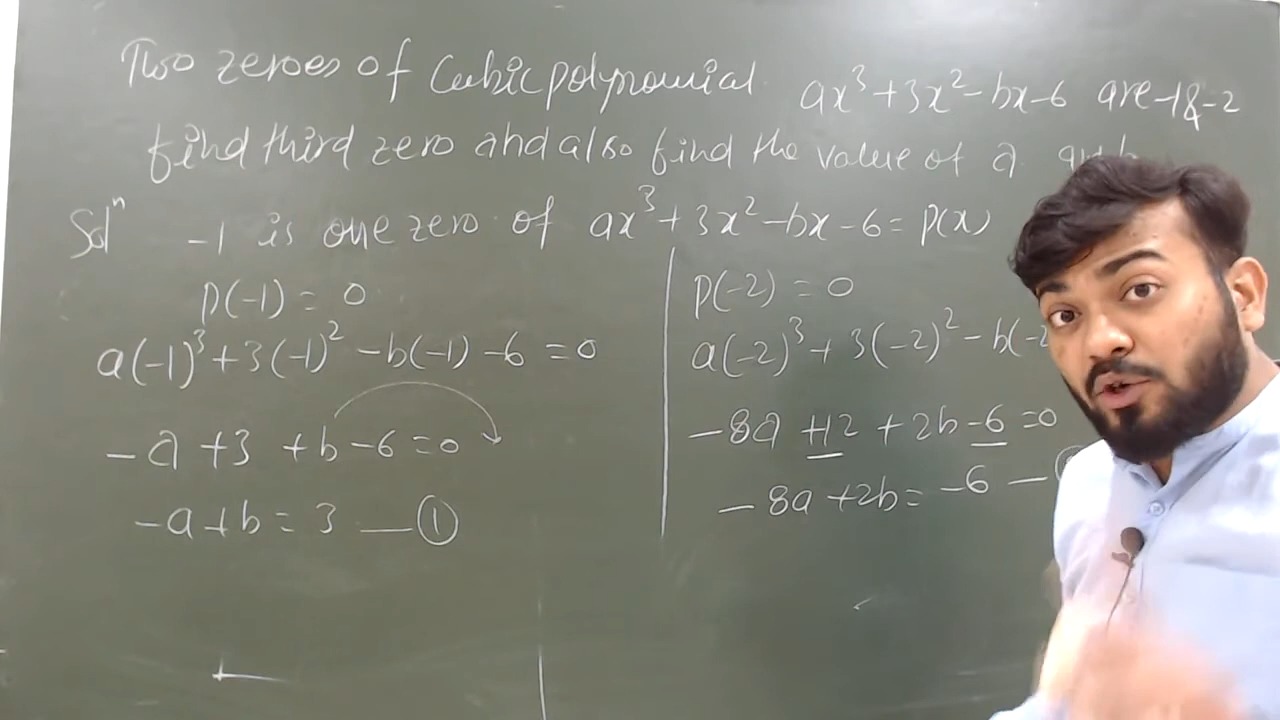 Two zeroes of Cubic polynomial ax³+3x²-bx-6 are -1&-2
find third zero and also find the value of a
Solⁿ -1 is one zero of ax³+3x²-bx-6=P(x)
P(-1)=0
a(-1)³+3(-1)²-b(-1)-6=0
-a+3+b-6=0
-a+b=3 —①
P(-2)=0
a(-2)³+3(-2)²-b(-2
-8a+12+2b-6=0
-8a+2b=-6 —